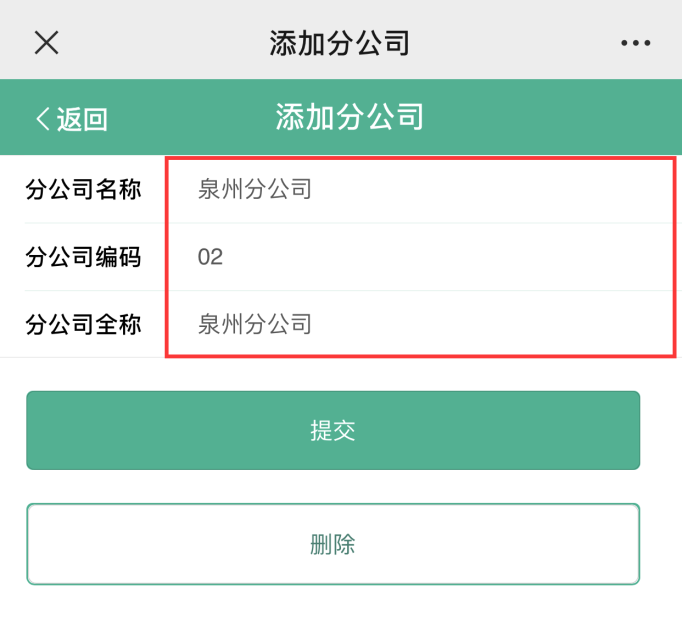 添加分公司
返回 添加分公司
分公司名称 泉州分公司
分公司编码 02
分公司全称 泉州分公司
提交
删除